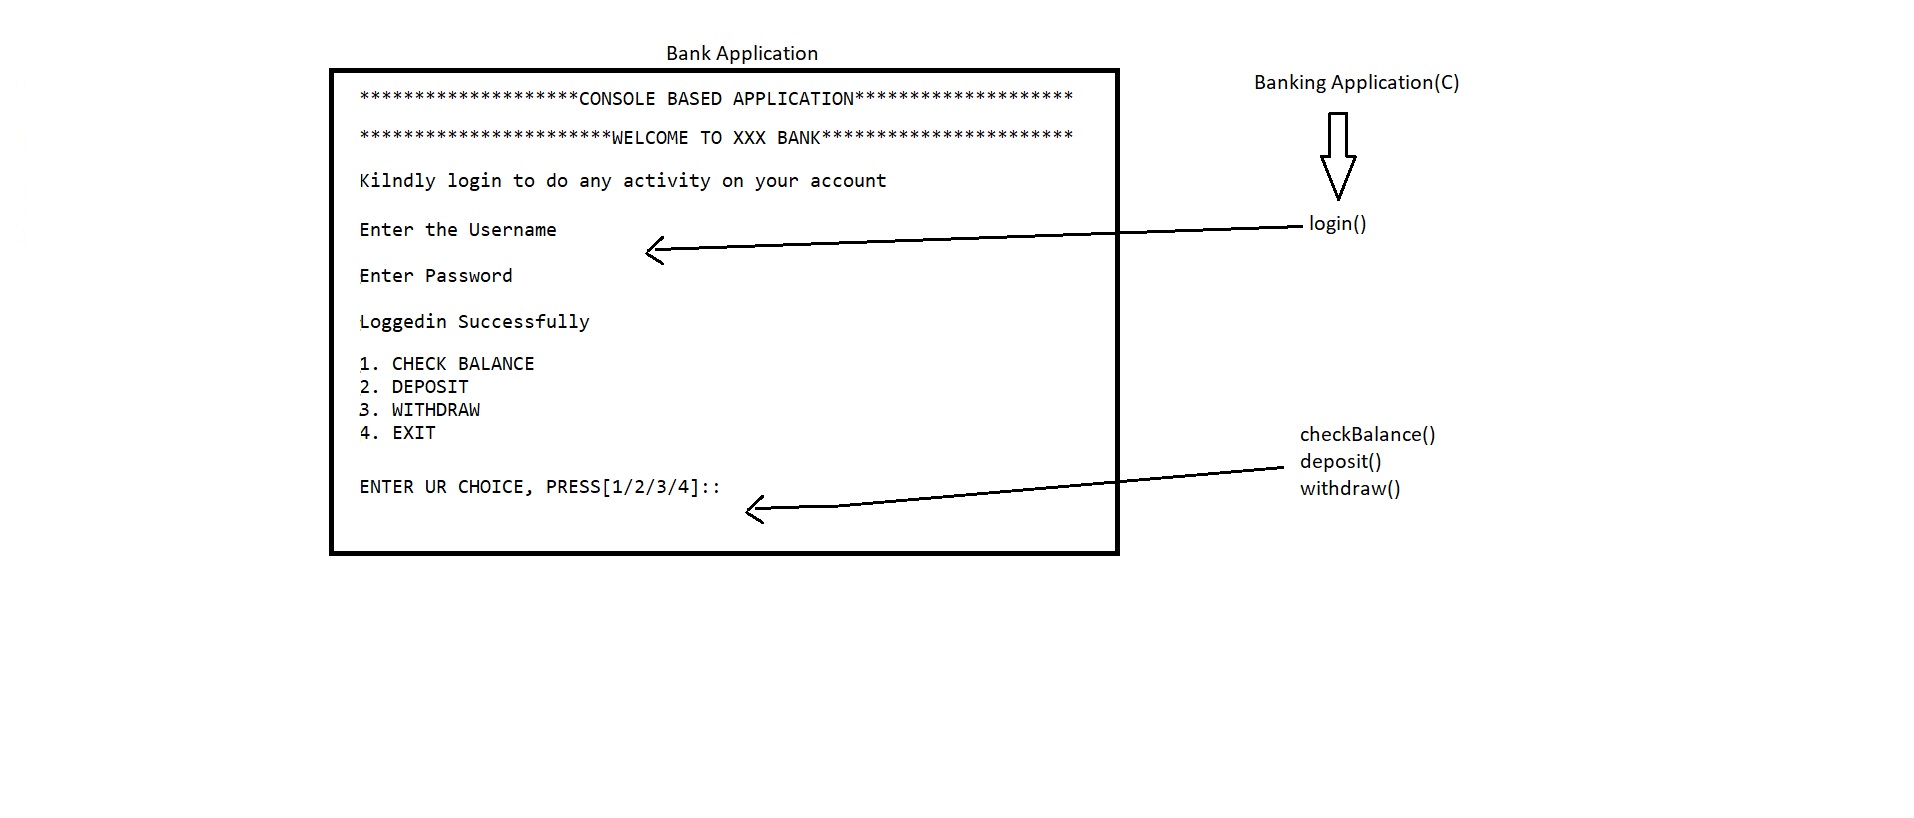 Bank Application
Banking Application(C)
********************CONSOLE BASED APPLICATION********************
***********************WELCOME TO XXX BANK***********************
Kilndly login to do any activity on your account
login()
Enter the Username
Enter Password
Loggedin Successfully
1. CHECK BALANCE
2. DEPOSIT
3. WITHDRAW
4. EXIT
checkBalance()
deposit()
withdraw()
ENTER UR CHOICE, PRESS[1/2/3/4]::